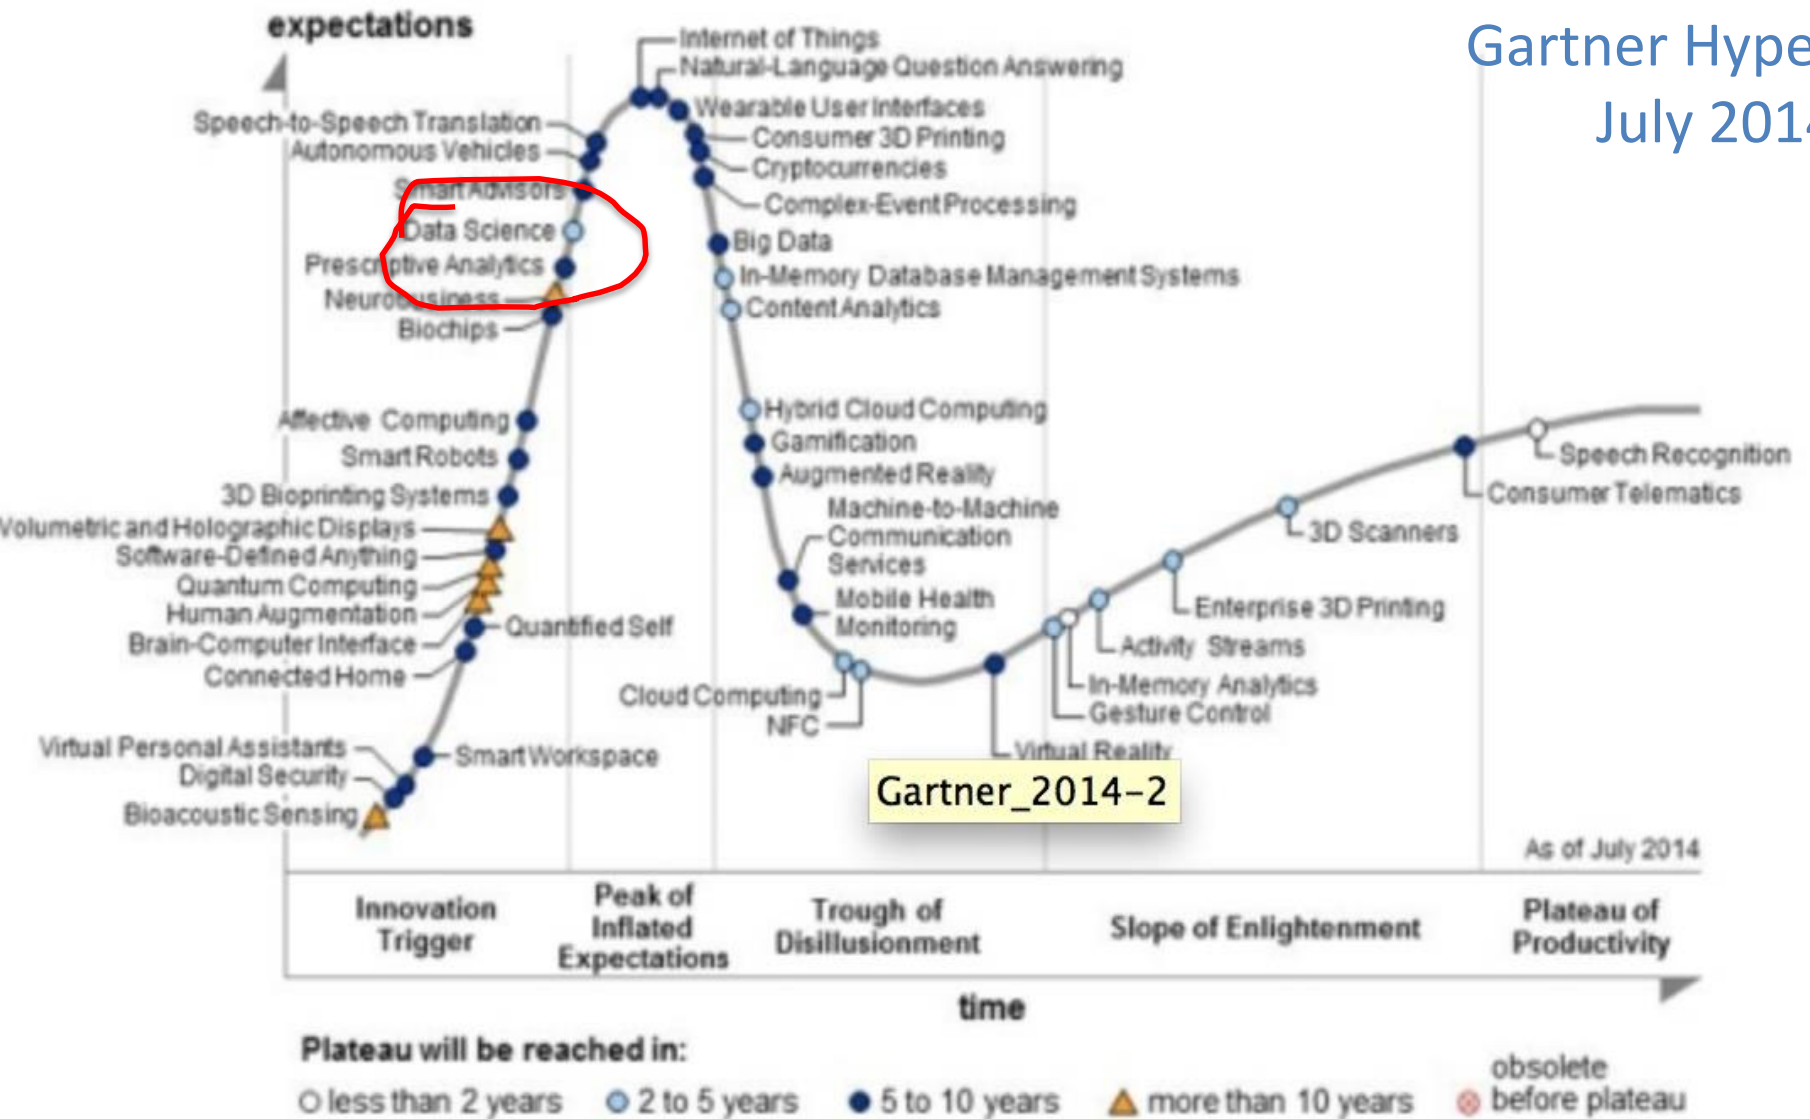 expectations
Gartner Hype
July 2014
Internet of Things
Natural-Language Question Answering
Wearable User Interfaces
Consumer 3D Printing
Cryptocurrencies
Complex-Event Processing
Speech-to-Speech Translation
Autonomous Vehicles
Smart Advisors
Data Science
Prescriptive Analytics
Neurobusiness
Biochips
Big Data
In-Memory Database Management Systems
Content Analytics
Affective Computing
Smart Robots
3D Bioprinting Systems
Volumetric and Holographic Displays
Software-Defined Anything
Quantum Computing
Human Augmentation
Brain-Computer Interface
Connected Home
Quantified Self
Hybrid Cloud Computing
Gamification
Augmented Reality
Machine-to-Machine
Communication
Services
Mobile Health
Monitoring
Speech Recognition
Consumer Telematics
3D Scanners
Enterprise 3D Printing
Activity Streams
In-Memory Analytics
Gesture Control
Virtual Reality
Cloud Computing
NFC
Virtual Personal Assistants
Digital Security
Bioacoustic Sensing
Smart Workspace
Gartner_2014-2
As of July 2014
Innovation
Trigger
Peak of
Inflated
Expectations
Trough of
Disillusionment
Slope of Enlightenment
Plateau of
Productivity
time
Plateau will be reached in:
less than 2 years
2 to 5 years
5 to 10 years
more than 10 years
obsolete
before plateau